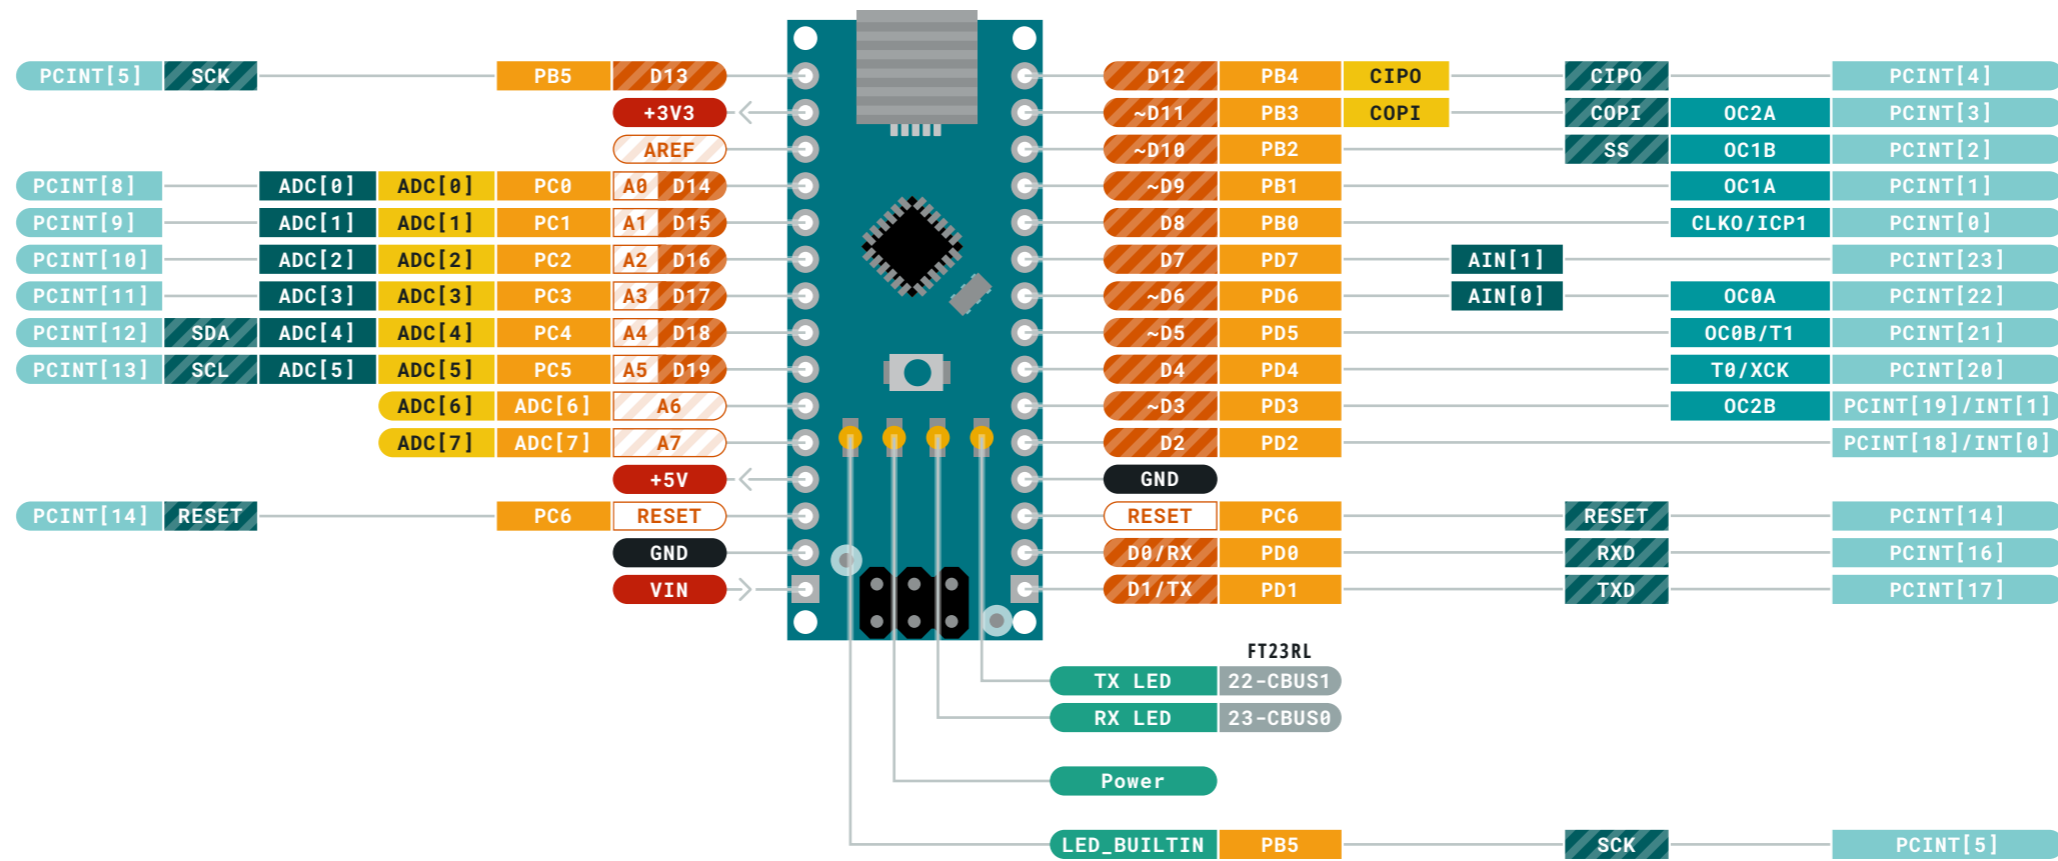 PCINT[5] SCK PB5 D13 D12 PB4 CIPO CIPO PCINT[4]
+3V3 ~D11 PB3 COPI COPI OC2A PCINT[3]
AREF ~D10 PB2 SS OC1B PCINT[2]
PCINT[8] ADC[0] ADC[0] PC0 A0 D14 ~D9 PB1 OC1A PCINT[1]
PCINT[9] ADC[1] ADC[1] PC1 A1 D15 D8 PB0 CLKO/ICP1 PCINT[0]
PCINT[10] ADC[2] ADC[2] PC2 A2 D16 D7 PD7 AIN[1] PCINT[23]
PCINT[11] ADC[3] ADC[3] PC3 A3 D17 ~D6 PD6 AIN[0] OC0A PCINT[22]
PCINT[12] SDA ADC[4] ADC[4] PC4 A4 D18 ~D5 PD5 OC0B/T1 PCINT[21]
PCINT[13] SCL ADC[5] ADC[5] PC5 A5 D19 D4 PD4 T0/XCK PCINT[20]
ADC[6] ADC[6] A6 ~D3 PD3 OC2B PCINT[19]/INT[1]
ADC[7] ADC[7] A7 D2 PD2 PCINT[18]/INT[0]
+5V GND
PCINT[14] RESET PC6 RESET RESET PC6 RESET PCINT[14]
GND D0/RX PD0 RXD PCINT[16]
VIN D1/TX PD1 TXD PCINT[17]
FT23RL
TX LED 22-CBUS1
RX LED 23-CBUS0
Power
LED_BUILTIN PB5 SCK PCINT[5]